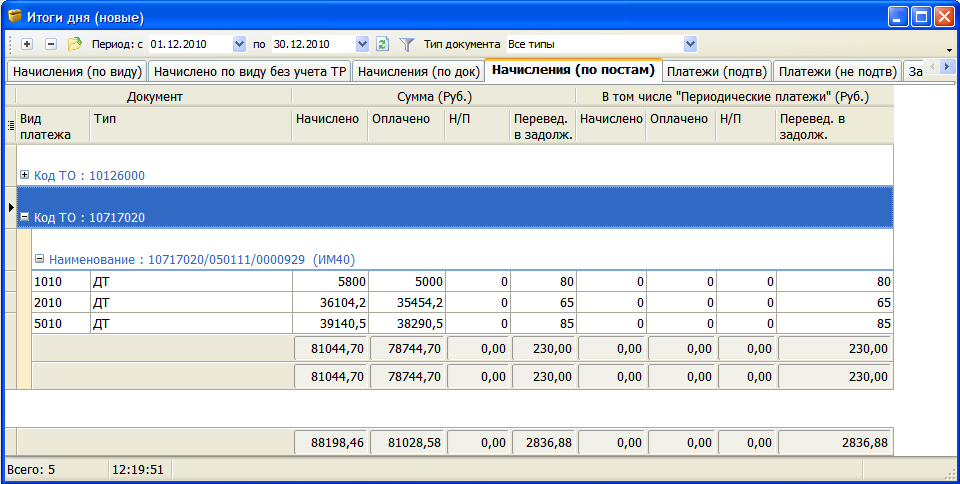 Итоги дня (новые)
Период: с 01.12.2010 по 30.12.2010 Тип документа Все типы
Начисления (по виду) Начислено по виду без учета ТР Начисления (по док) Начисления (по постам) Платежи (подтв) Платежи (не подтв) За
Документ Сумма (Руб.) В том числе "Периодические платежи" (Руб.)
Вид платежа Тип Начислено Оплачено Н/П Перевед. в задолж. Начислено Оплачено Н/П Перевед. в задолж.
Код ТО : 10126000
Код ТО : 10717020
Наименование : 10717020/050111/0000929 (ИМ40)
1010 ДТ 5800 5000 0 80 0 0 0 80
2010 ДТ 36104,2 35454,2 0 65 0 0 0 65
5010 ДТ 39140,5 38290,5 0 85 0 0 0 85
81044,70 78744,70 0,00 230,00 0,00 0,00 0,00 230,00
81044,70 78744,70 0,00 230,00 0,00 0,00 0,00 230,00
88198,46 81028,58 0,00 2836,88 0,00 0,00 0,00 2836,88
Всего: 5 12:19:51